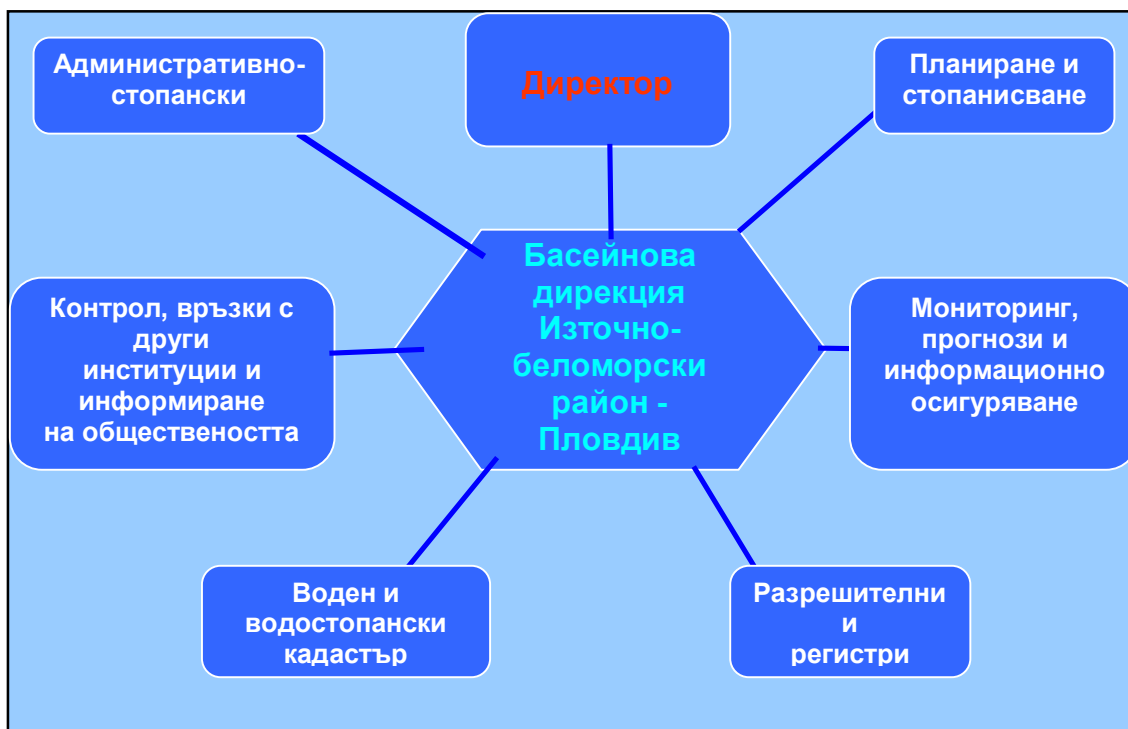 Административно-
стопански
Директор
Планиране и
стопанисване
Басейнова
дирекция
Източно-
беломорски
район -
Пловдив
Контрол, връзки с
други
институции и
информиране
на обществеността
Мониторинг,
прогнози и
информационно
осигуряване
Воден и
водостопански
кадастър
Разрешителни
и
регистри